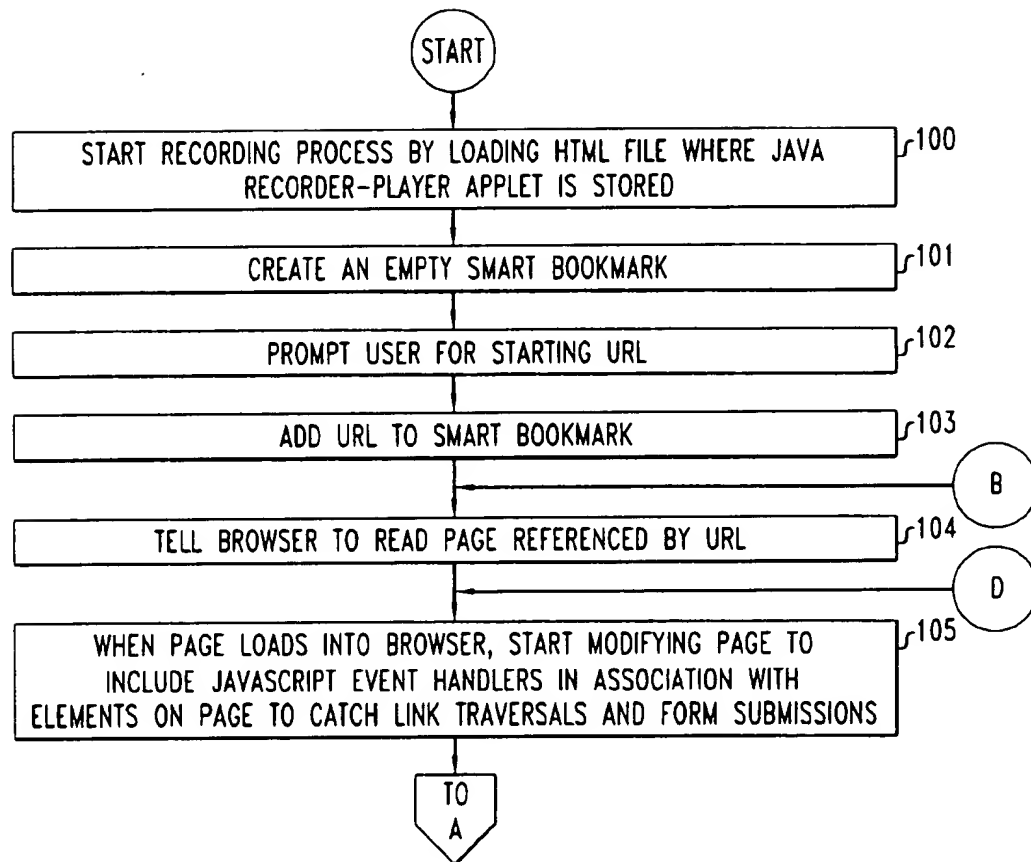 START
START RECORDING PROCESS BY LOADING HTML FILE WHERE JAVA
RECORDER-PLAYER APPLET IS STORED
100
CREATE AN EMPTY SMART BOOKMARK
101
PROMPT USER FOR STARTING URL
102
ADD URL TO SMART BOOKMARK
103
B
TELL BROWSER TO READ PAGE REFERENCED BY URL
104
D
WHEN PAGE LOADS INTO BROWSER, START MODIFYING PAGE TO
INCLUDE JAVASCRIPT EVENT HANDLERS IN ASSOCIATION WITH
ELEMENTS ON PAGE TO CATCH LINK TRAVERSALS AND FORM SUBMISSIONS
105
TO
A